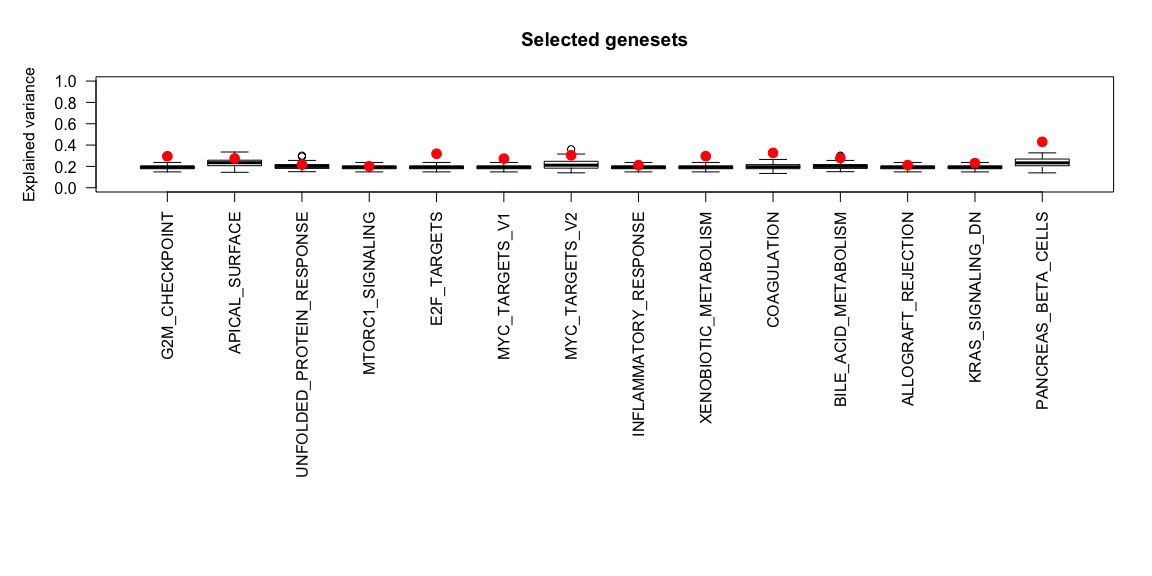 Selected genesets
Explained variance
1.0
0.8
0.6
0.4
0.2
0.0
G2M_CHECKPOINT
APICAL_SURFACE
UNFOLDED_PROTEIN_RESPONSE
MTORC1_SIGNALING
E2F_TARGETS
MYC_TARGETS_V1
MYC_TARGETS_V2
INFLAMMATORY_RESPONSE
XENOBIOTIC_METABOLISM
COAGULATION
BILE_ACID_METABOLISM
ALLOGRAFT_REJECTION
KRAS_SIGNALING_DN
PANCREAS_BETA_CELLS